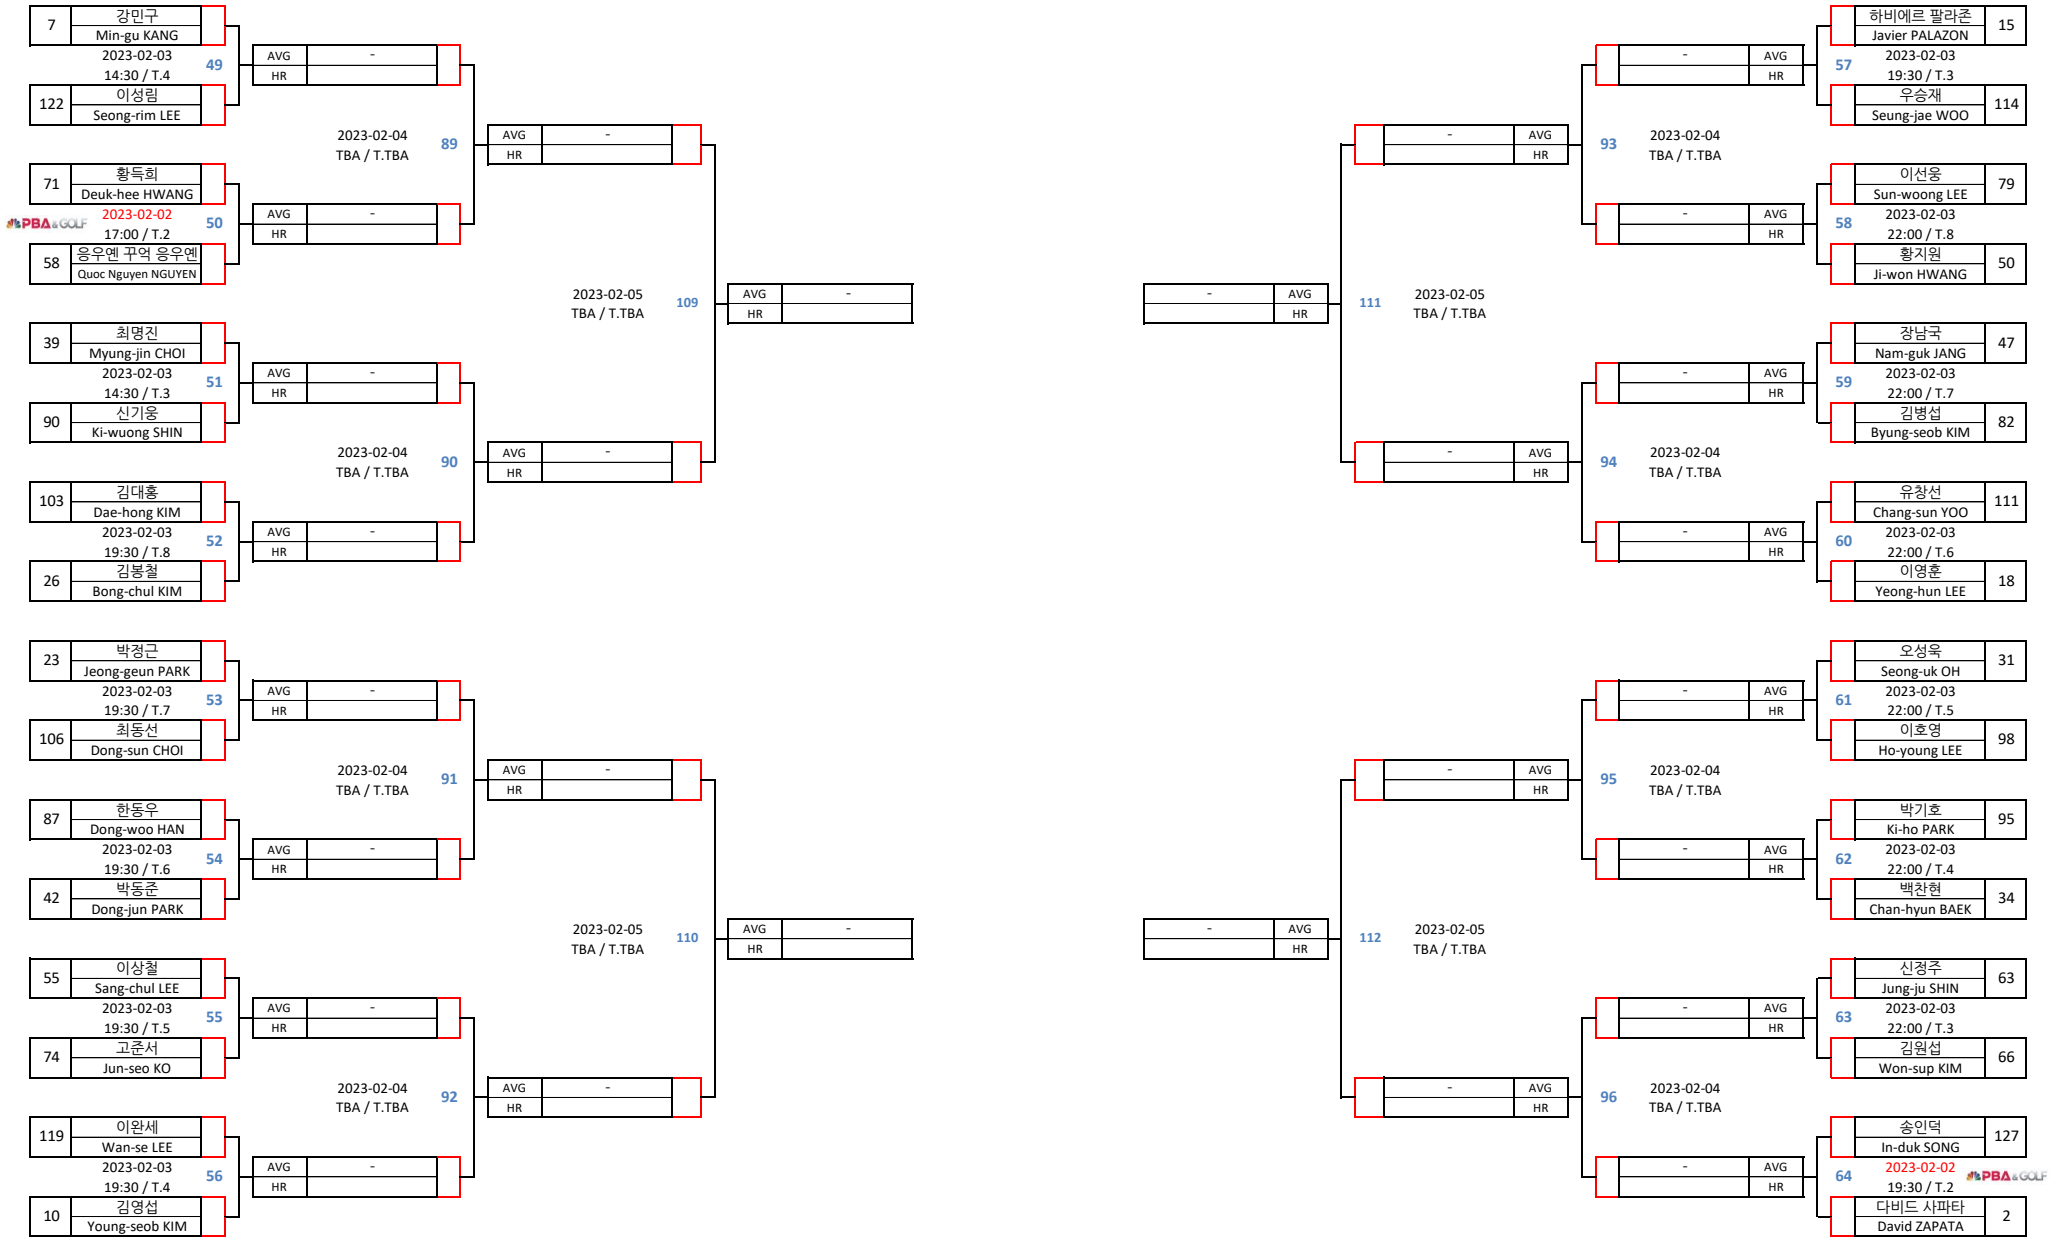 7
강민구
Min-gu KANG
2023-02-03
14:30 / T.4
49
122
이성림
Seong-rim LEE
AVG
-
HR
2023-02-04
TBA / T.TBA
89
71
황득희
Deuk-hee HWANG
PBA & GOLF
2023-02-02
17:00 / T.2
50
58
응우옌 꾸억 응우옌
Quoc Nguyen NGUYEN
AVG
-
HR
AVG
-
HR
2023-02-05
TBA / T.TBA
109
AVG
-
HR
39
최명진
Myung-jin CHOI
2023-02-03
14:30 / T.3
51
90
신기웅
Ki-wuong SHIN
AVG
-
HR
2023-02-04
TBA / T.TBA
90
AVG
-
HR
103
김대홍
Dae-hong KIM
2023-02-03
19:30 / T.8
52
26
김봉철
Bong-chul KIM
AVG
-
HR
23
박정근
Jeong-geun PARK
2023-02-03
19:30 / T.7
53
106
최동선
Dong-sun CHOI
AVG
-
HR
2023-02-04
TBA / T.TBA
91
AVG
-
HR
87
한동우
Dong-woo HAN
2023-02-03
19:30 / T.6
54
42
박동준
Dong-jun PARK
AVG
-
HR
2023-02-05
TBA / T.TBA
110
AVG
-
HR
55
이상철
Sang-chul LEE
2023-02-03
19:30 / T.5
55
74
고준서
Jun-seo KO
AVG
-
HR
2023-02-04
TBA / T.TBA
92
AVG
-
HR
119
이완세
Wan-se LEE
2023-02-03
19:30 / T.4
56
10
김영섭
Young-seob KIM
AVG
-
HR
하비에르 팔라존
15
Javier PALAZON
57
2023-02-03
19:30 / T.3
우승재
114
Seung-jae WOO
-
AVG
HR
93
2023-02-04
TBA / T.TBA
-
AVG
HR
이선웅
79
Sun-woong LEE
58
2023-02-03
22:00 / T.8
황지원
50
Ji-won HWANG
-
AVG
HR
-
AVG
HR
111
2023-02-05
TBA / T.TBA
장남국
47
Nam-guk JANG
59
2023-02-03
22:00 / T.7
김병섭
82
Byung-seob KIM
-
AVG
HR
94
2023-02-04
TBA / T.TBA
-
AVG
HR
유창선
111
Chang-sun YOO
60
2023-02-03
22:00 / T.6
이영훈
18
Yeong-hun LEE
-
AVG
HR
오성욱
31
Seong-uk OH
61
2023-02-03
22:00 / T.5
이호영
98
Ho-young LEE
-
AVG
HR
95
2023-02-04
TBA / T.TBA
-
AVG
HR
박기호
95
Ki-ho PARK
62
2023-02-03
22:00 / T.4
백찬현
34
Chan-hyun BAEK
-
AVG
HR
-
AVG
HR
112
2023-02-05
TBA / T.TBA
신정주
63
Jung-ju SHIN
63
2023-02-03
22:00 / T.3
김원섭
66
Won-sup KIM
-
AVG
HR
96
2023-02-04
TBA / T.TBA
-
AVG
HR
송인덕
127
In-duk SONG
64
2023-02-02
PBA & GOLF
19:30 / T.2
다비드 사파타
2
David ZAPATA
-
AVG
HR